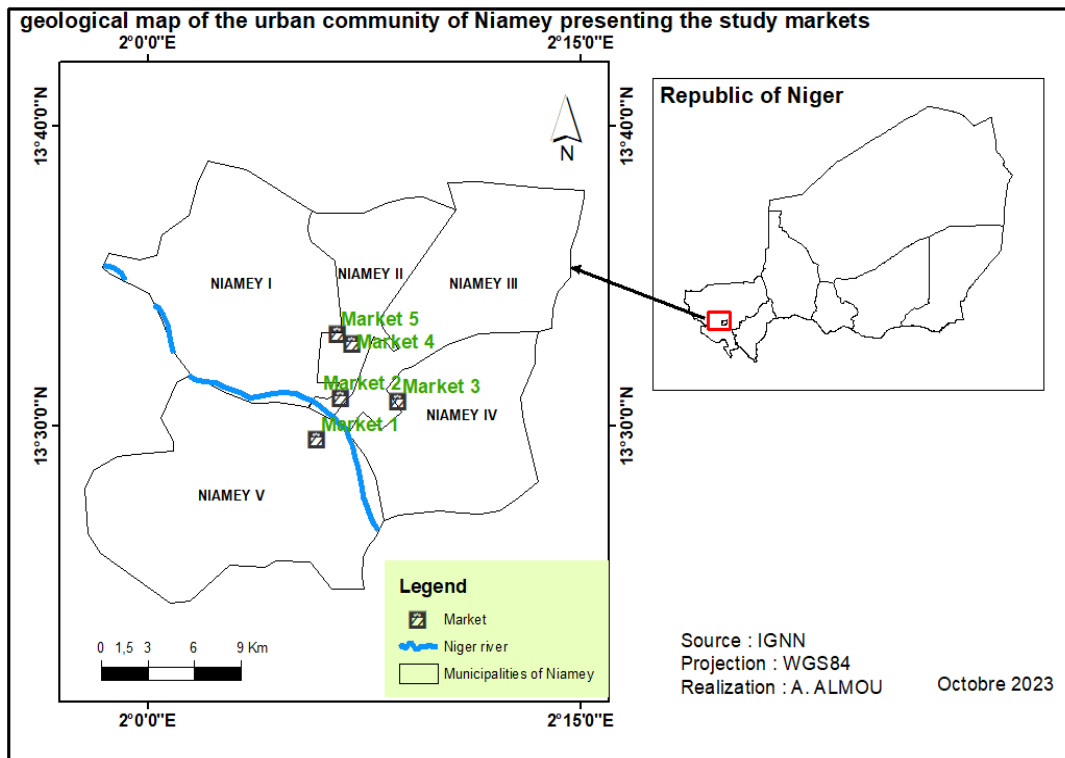 geological map of the urban community of Niamey presenting the study markets
2°0'0"E
2°15'0"E
13°40'0"N
13°40'0"N
N
Republic of Niger
NIAMEY I
NIAMEY II
NIAMEY III
Market 5
Market 4
Market 2
Market 3
NIAMEY IV
Market 1
13°30'0"N
13°30'0"N
NIAMEY V
Legend
Market
Niger river
Municipalities of Niamey
0 1,5 3 6 9 Km
Source : IGNN
Projection : WGS84
Realization : A. ALMOU
Octobre 2023
2°0'0"E
2°15'0"E